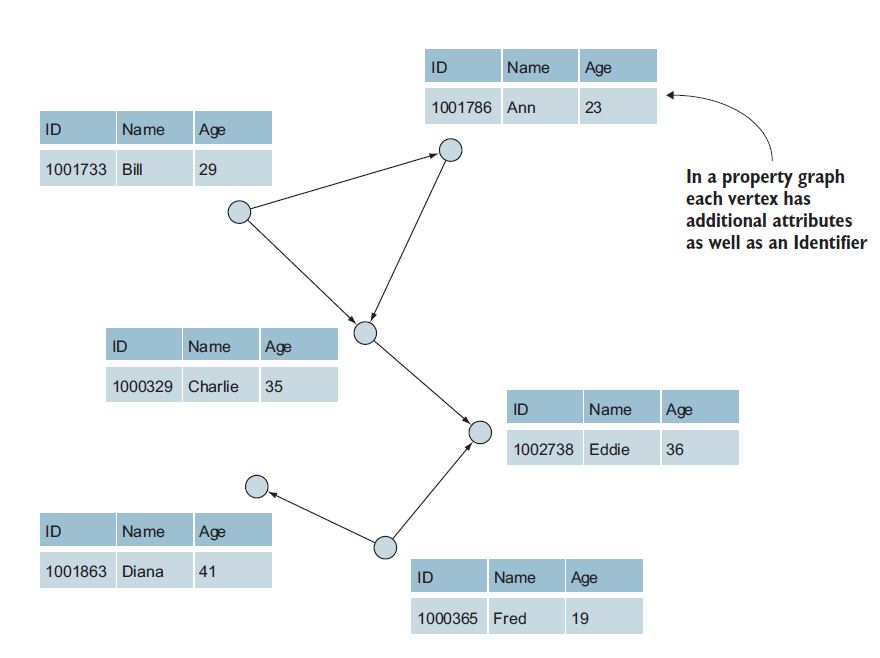 ID Name Age
1001786 Ann 23
ID Name Age
1001733 Bill 29
In a property graph
each vertex has
additional attributes
as well as an Identifier
ID Name Age
1000329 Charlie 35
ID Name Age
1002738 Eddie 36
ID Name Age
1001863 Diana 41
ID Name Age
1000365 Fred 19